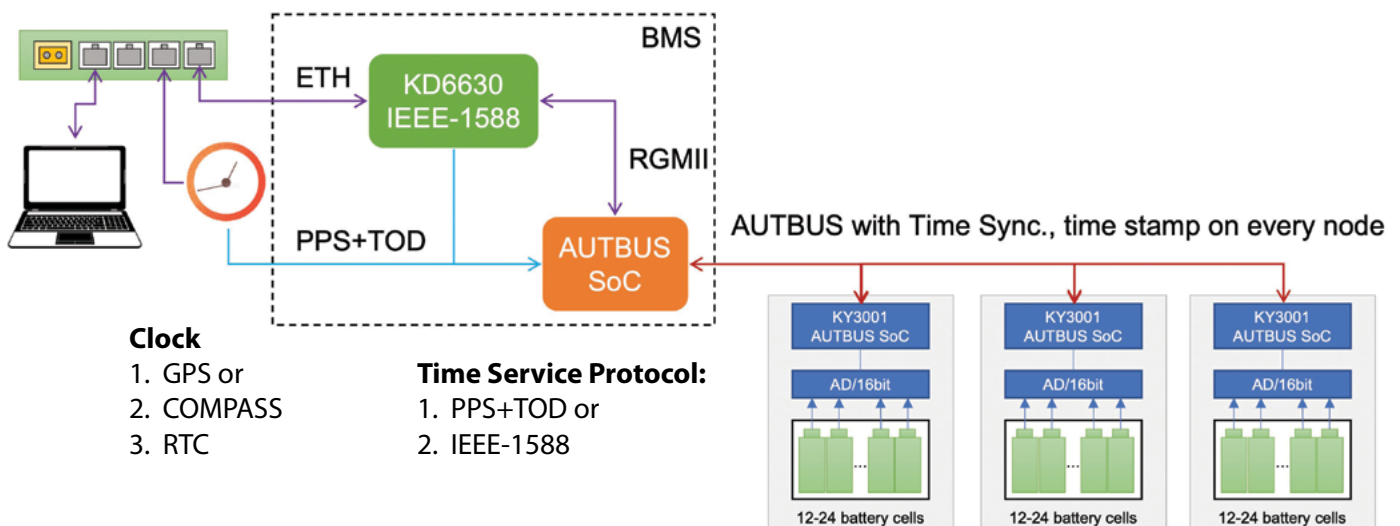 BMS
ETH
KD6630
IEEE-1588
RGMII
PPS+TOD
AUTBUS
SoC
AUTBUS with Time Sync., time stamp on every node
Clock
1. GPS or
2. COMPASS
3. RTC
Time Service Protocol:
1. PPS+TOD or
2. IEEE-1588
KY3001
AUTBUS SoC
AD/16bit
...
12-24 battery cells
KY3001
AUTBUS SoC
AD/16bit
...
12-24 battery cells
KY3001
AUTBUS SoC
AD/16bit
...
12-24 battery cells